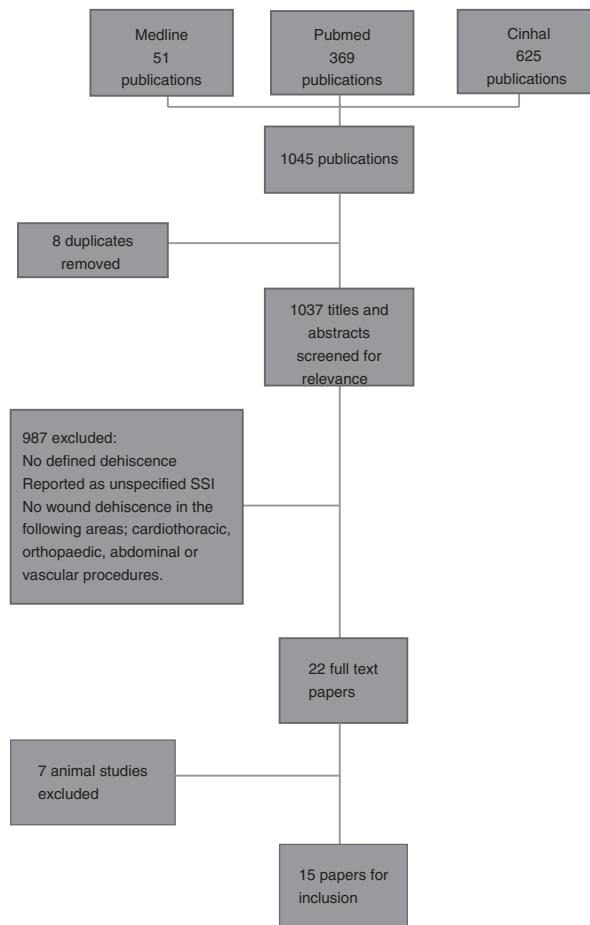 Medline
51
publications
Pubmed
369
publications
Cinhal
625
publications
1045 publications
8 duplicates
removed
1037 titles and
abstracts
screened for
relevance
987 excluded:
No defined dehiscence
Reported as unspecified SSI
No wound dehiscence in the
following areas; cardiothoracic,
orthopaedic, abdominal or
vascular procedures.
22 full text
papers
7 animal studies
excluded
15 papers for
inclusion